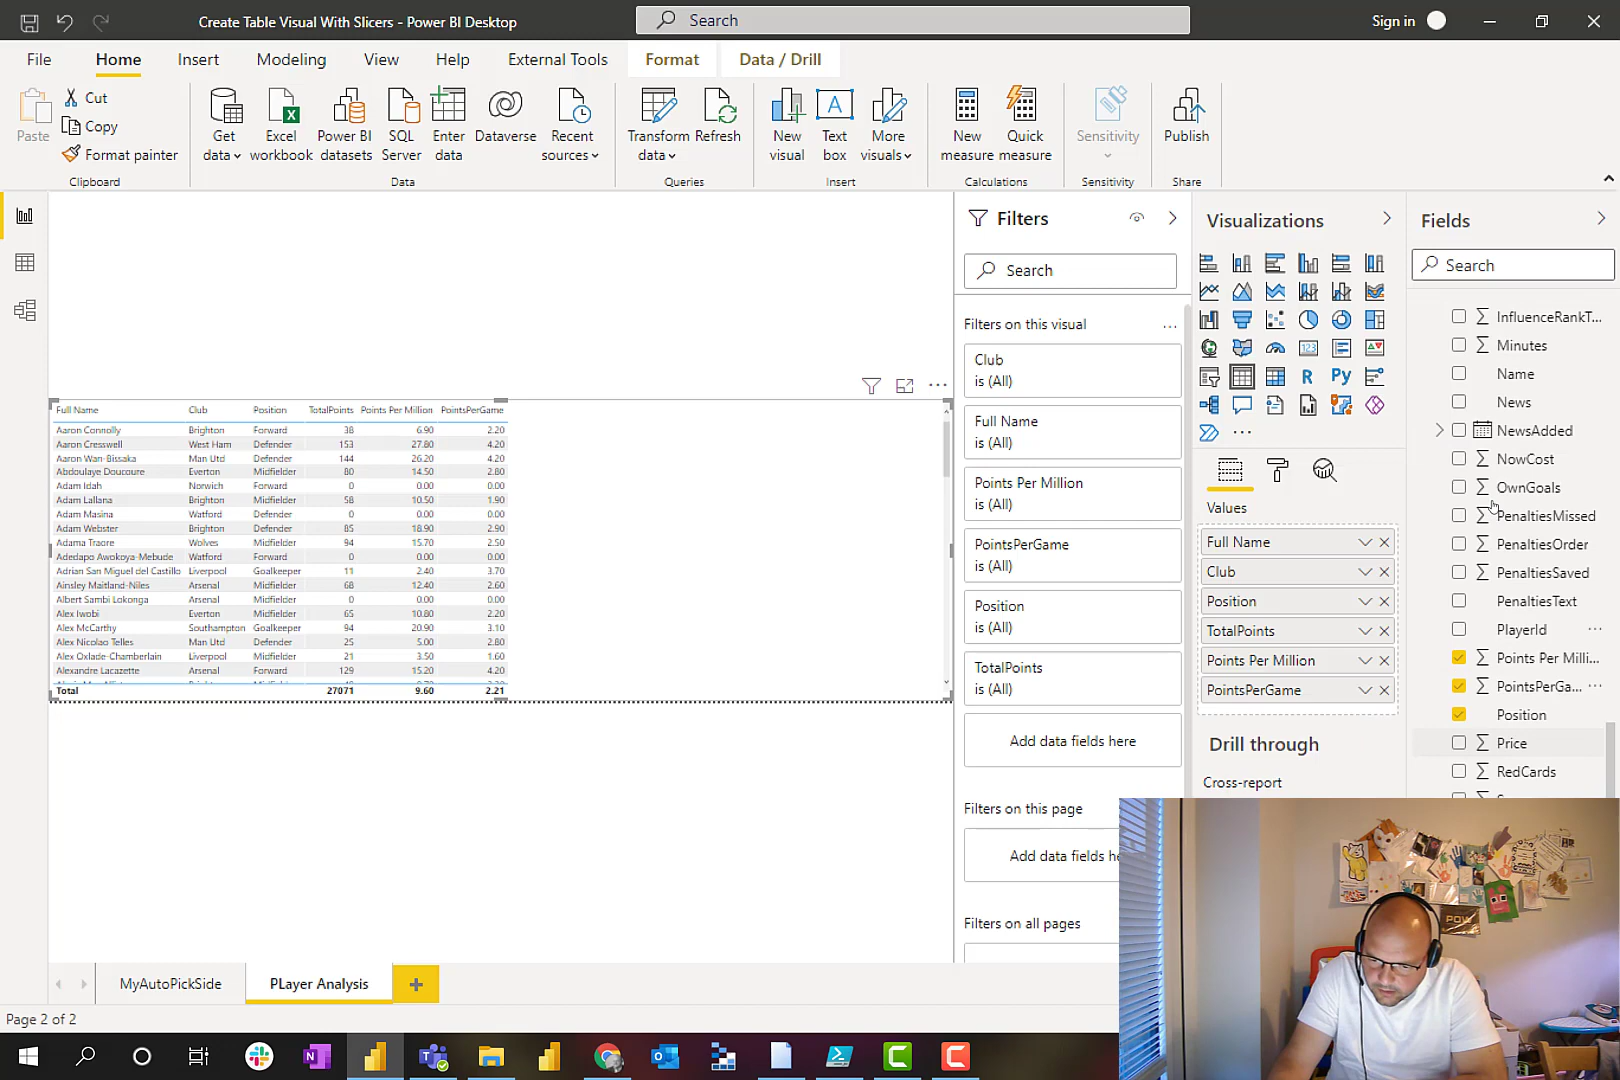 Create Table Visual With Slicers - Power BI Desktop
Search
Sign in
File
Home
Insert
Modeling
View
Help
External Tools
Format
Data / Drill
Paste
Cut
Copy
Format painter
Clipboard
Get data
Excel workbook
Power BI datasets
SQL Server
Enter data
Dataverse
Recent sources
Data
Transform data
Refresh
Queries
New visual
Text box
More visuals
Insert
New measure
Quick measure
Calculations
Sensitivity
Sensitivity
Publish
Share
Full Name Club Position TotalPoints Points Per Million PointsPerGame
Aaron Connolly Brighton Forward 38 6.90 2.20
Aaron Cresswell West Ham Defender 153 27.80 4.20
Aaron Wan-Bissaka Man Utd Defender 144 26.20 4.20
Abdoulaye Doucoure Everton Midfielder 80 14.50 2.80
Adam Idah Norwich Forward 0 0.00 0.00
Adam Lallana Brighton Midfielder 58 10.50 1.90
Adam Masina Watford Defender 0 0.00 0.00
Adam Webster Brighton Defender 85 18.90 2.90
Adama Traore Wolves Midfielder 94 15.70 2.50
Adedapo Awokoya-Mebude Watford Forward 0 0.00 0.00
Adrian San Miguel del Castillo Liverpool Goalkeeper 11 2.40 3.70
Ainsley Maitland-Niles Arsenal Midfielder 68 12.40 2.60
Albert Sambi Lokonga Arsenal Midfielder 0 0.00 0.00
Alex Iwobi Everton Midfielder 65 10.80 2.20
Alex McCarthy Southampton Goalkeeper 94 20.90 3.10
Alex Nicolao Telles Man Utd Defender 25 5.00 2.80
Alex Oxlade-Chamberlain Liverpool Midfielder 21 3.50 1.60
Alexandre Lacazette Arsenal Forward 129 15.20 4.20
Total 27071 9.60 2.21
Filters
Search
Filters on this visual
Club
is (All)
Full Name
is (All)
Points Per Million
is (All)
PointsPerGame
is (All)
Position
is (All)
TotalPoints
is (All)
Add data fields here
Filters on this page
Add data fields he
Filters on all pages
Visualizations
R
Py
123
Values
Full Name
Club
Position
TotalPoints
Points Per Million
PointsPerGame
Drill through
Cross-report
Fields
Search
InfluenceRankT...
Minutes
Name
News
NewsAdded
NowCost
OwnGoals
PenaltiesMissed
PenaltiesOrder
PenaltiesSaved
PenaltiesText
PlayerId
Points Per Milli...
PointsPerGa...
Position
Price
RedCards
POW
MyAutoPickSide
PLayer Analysis
Page 2 of 2